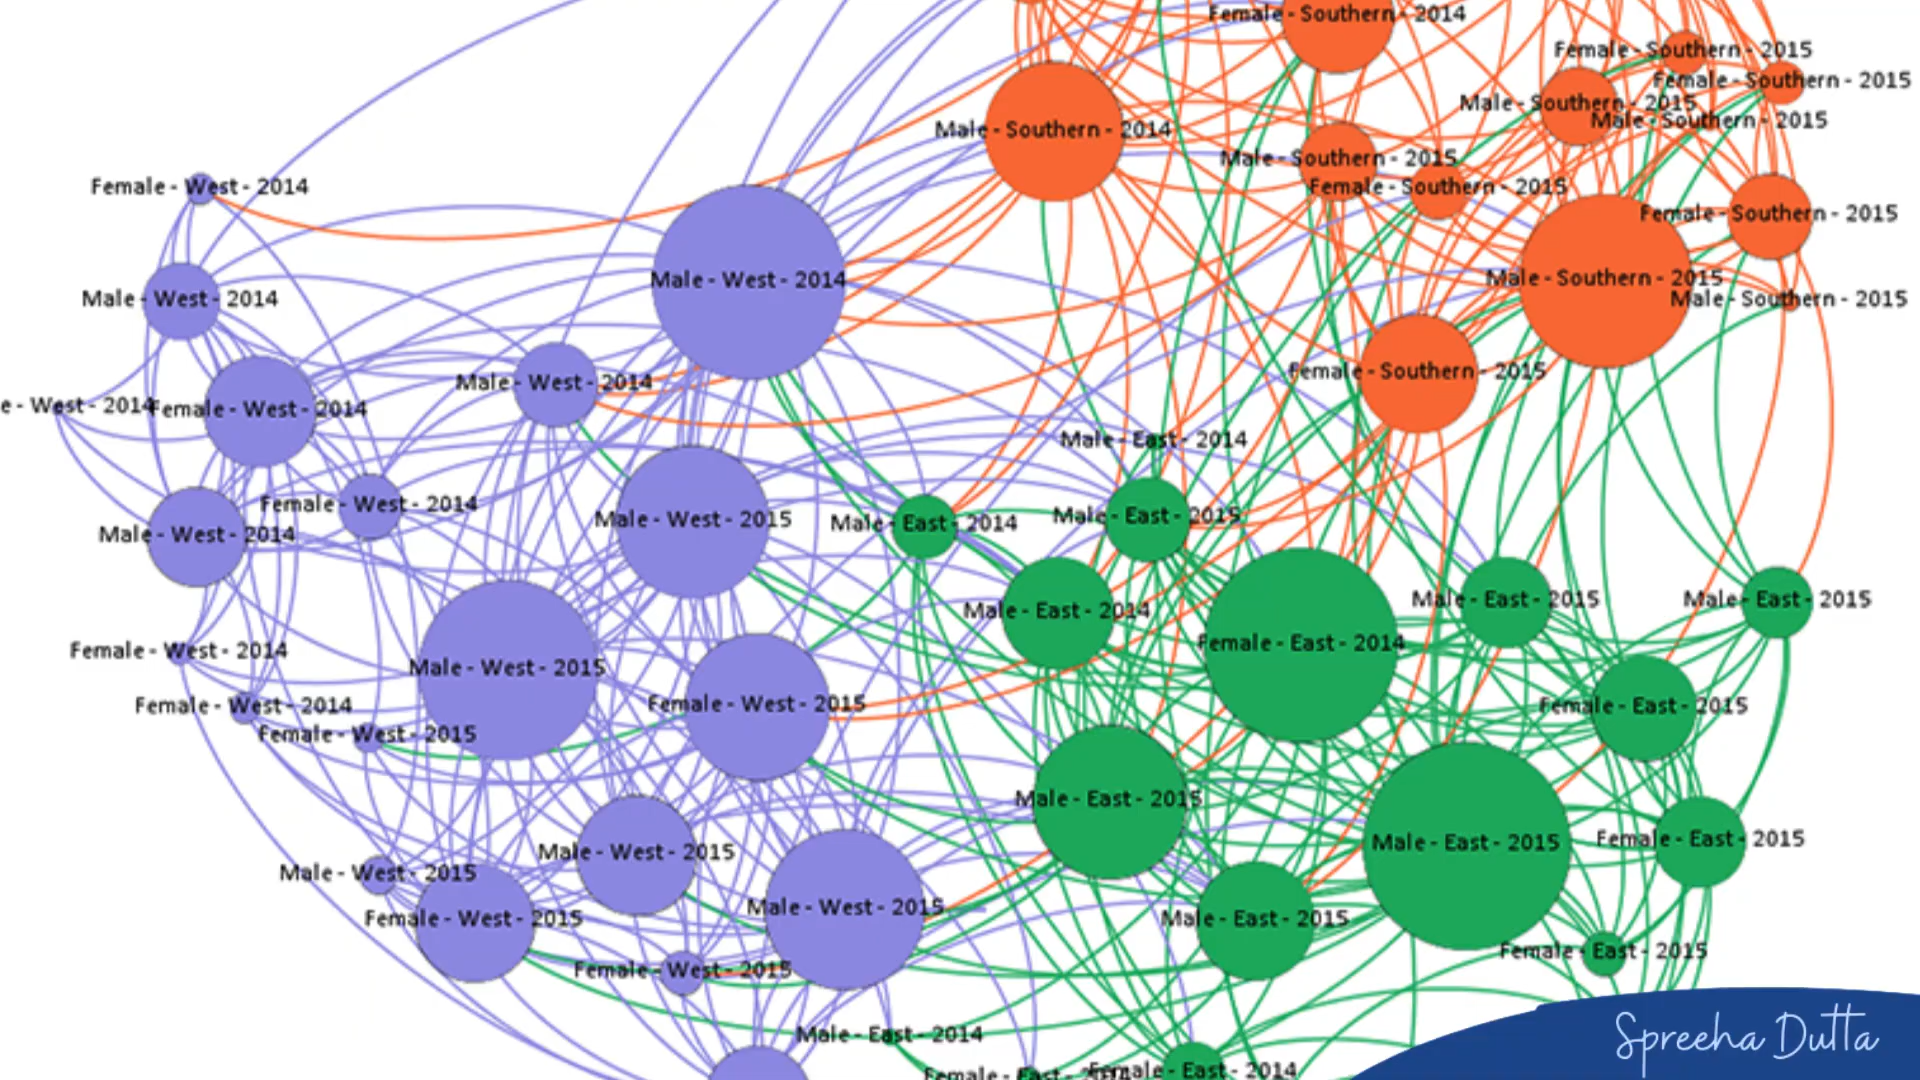 Female - Southern - 2014
Female - Southern - 2015
Female - Southern - 2015
Male - Southern - 2015
Male - Southern - 2015
Male - Southern - 2014
Male - Southern - 2015
Female - West - 2014
Female - Southern - 2015
Female - Southern - 2015
Male - West - 2014
Male - Southern - 2015
Male - West - 2014
Male - Southern - 2015
Female - Southern - 2015
Male - West - 2014
e - West - 2014
Female - West - 2014
Male - East - 2014
Female - West - 2014
Male - East - 2015
Male - West - 2015
Male - East - 2014
Male - West - 2014
Male - East - 2015
Male - East - 2015
Male - East - 2014
Female - East - 2014
Female - West - 2014
Male - West - 2015
Female - West - 2015
Female - West - 2014
Female - East - 2015
Female - West - 2015
Male - East - 2015
Female - East - 2015
Male - East - 2015
Male - West - 2015
Male - West - 2015
Male - West - 2015
Female - West - 2015
Male - East - 2015
Female - East - 2015
Female - West - 2015
Male - East - 2014
Female - East - 2014
Female - East -
Spreeha Dutta